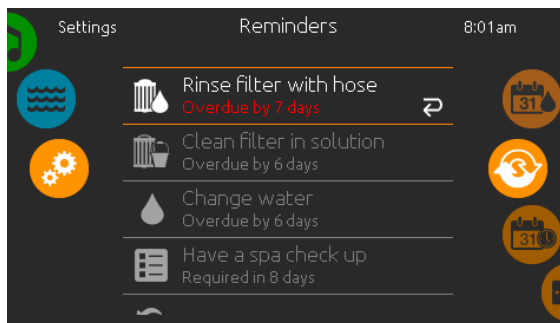 Settings
Reminders
8:01am
Rinse filter with hose
Overdue by 7 days
Clean filter in solution
Overdue by 6 days
Change water
Overdue by 6 days
Have a spa check up
Required in 8 days
31
31